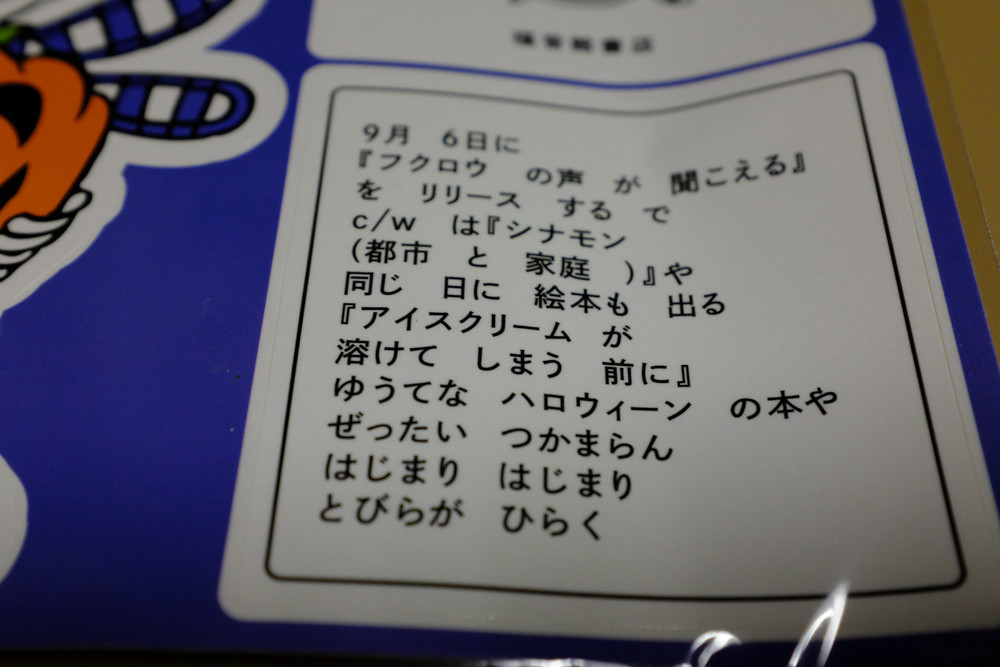 福音館書店
9月　6日に
『フクロウ　の声　が　聞こえる』
を　リリース　する　で
c/w　は『シナモン
(都市　と　家庭　)』や
同じ　日に　絵本も　出る
『アイスクリーム　が
溶けて　しまう　前に』
ゆうてな　ハロウィーン　の本や
ぜったい　つかまらん
はじまり　はじまり
とびらが　ひらく